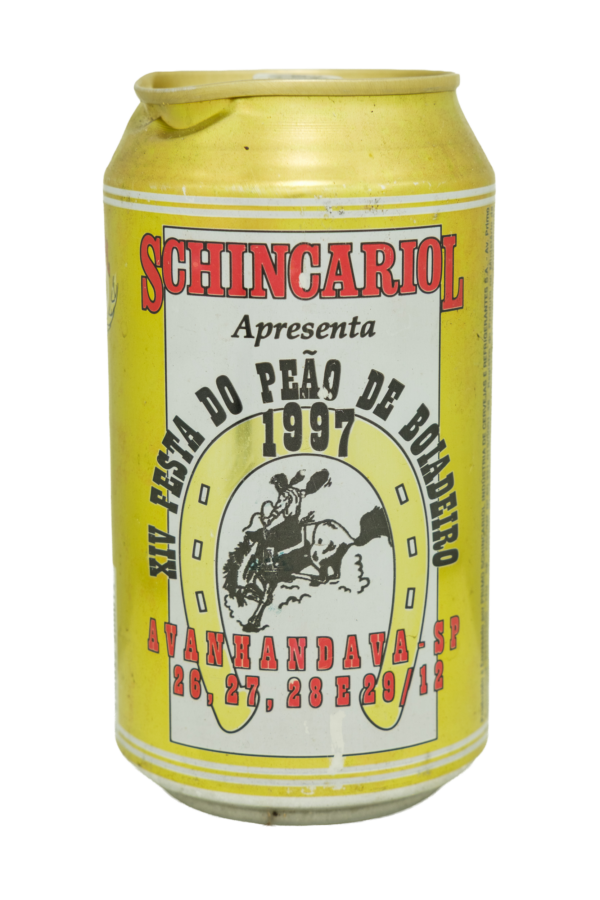 SCHINCARIOL
Apresenta
XIV FESTA DO PEÃO DE BOIADEIRO
1997
AVANHANDAVA-SP
26, 27, 28 E 29/12